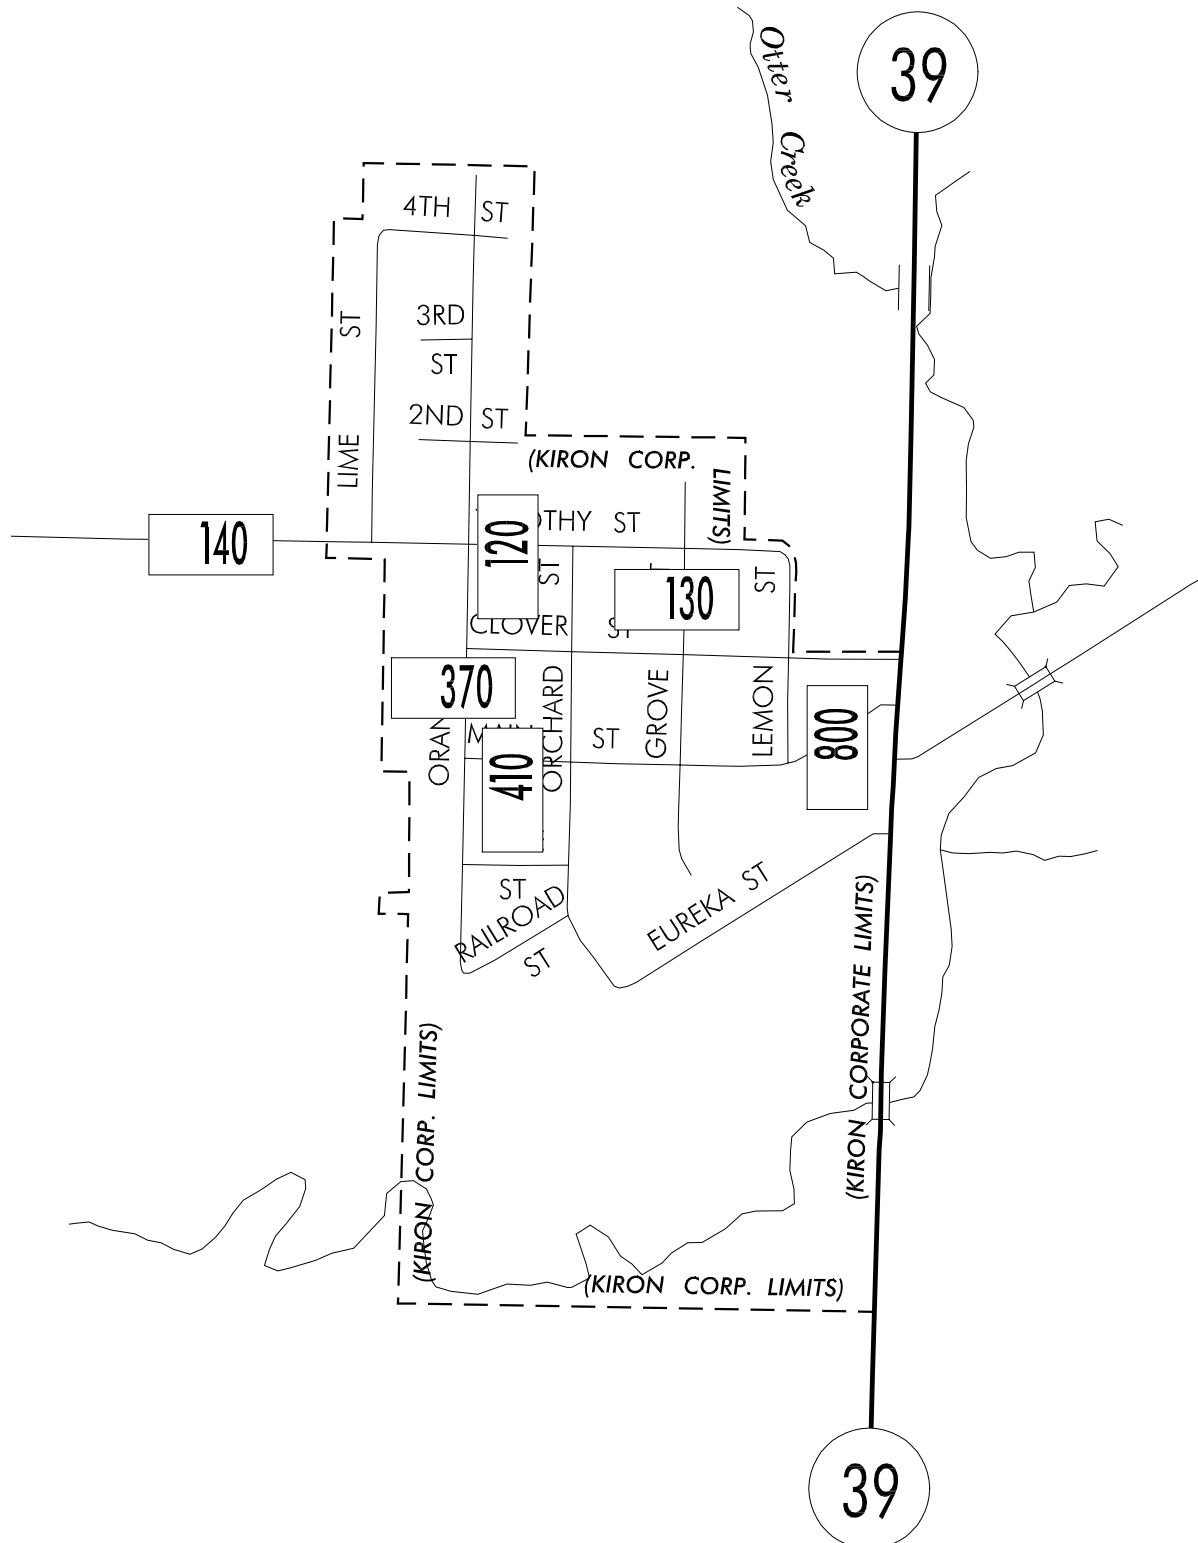 39
Otter Creek
4TH ST
3RD
ST
2ND ST
LIME ST
(KIRON CORP.
LIMITS)
OTHY ST
140
120
ST
130
ST
CLOVER ST
370
ORAN
ORCHARD
GROVE
LEMON
800
ST
410
ST
RAILROAD
ST
EUREKA ST
(KIRON CORPORATE LIMITS)
(KIRON CORP. LIMITS)
(KIRON CORP. LIMITS)
39